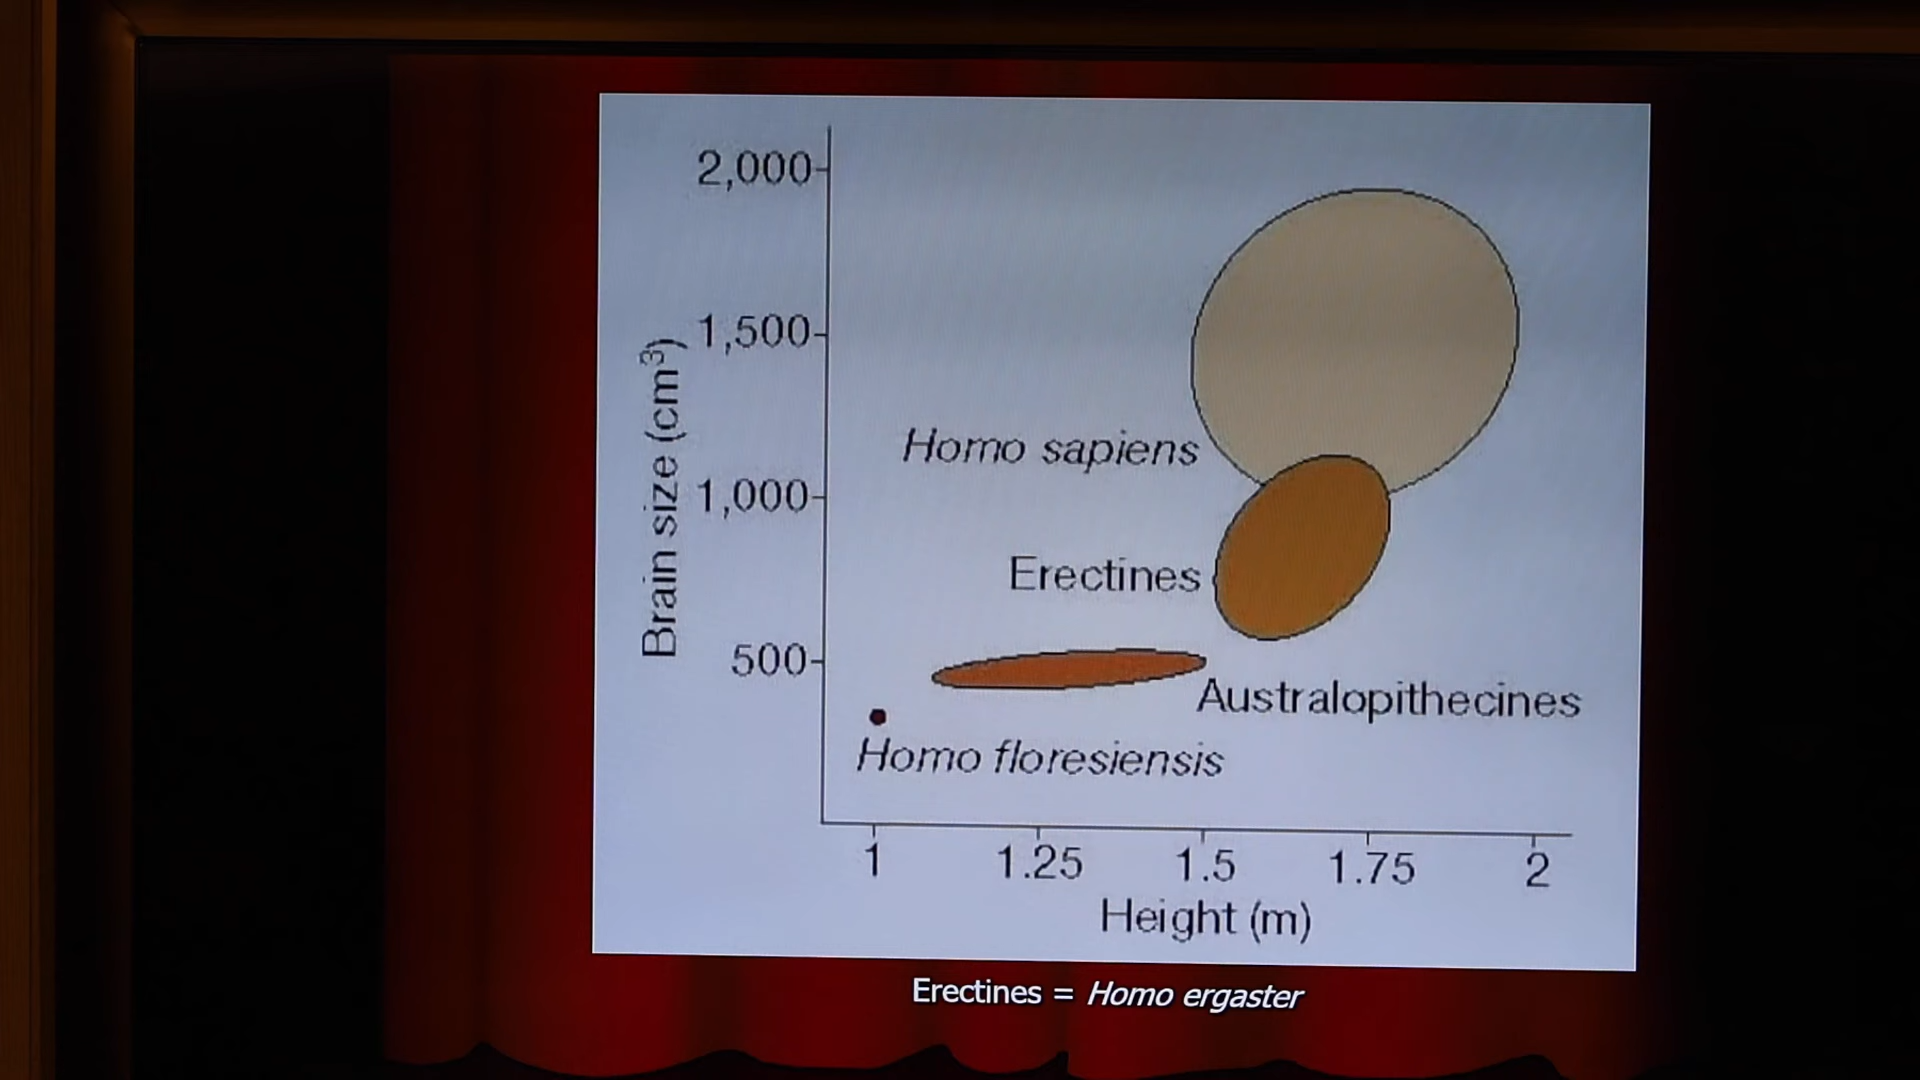 2,000
1,500
1,000
500
Brain size (cm³)
Homo sapiens
Erectines
Australopithecines
Homo floresiensis
1 1.25 1.5 1.75 2
Height (m)
Erectines = Homo ergaster